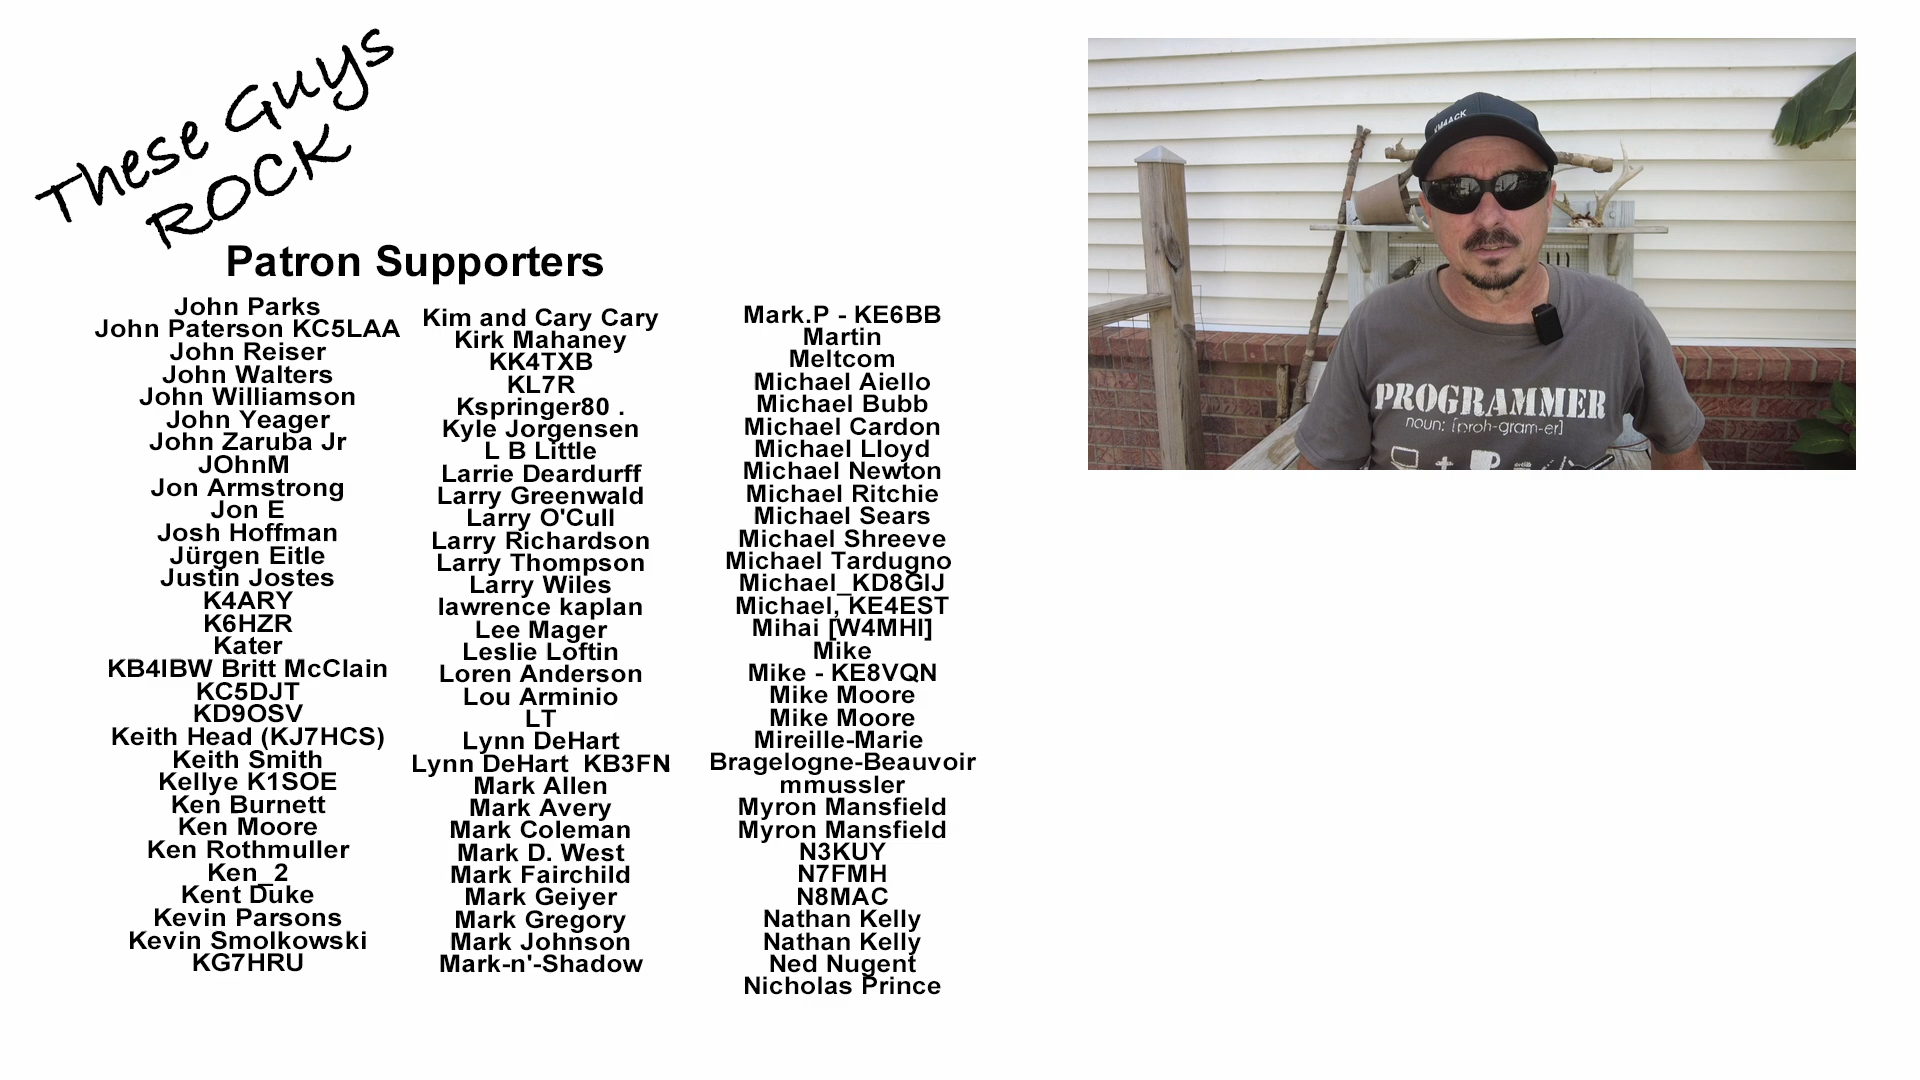 These Guys
ROCK
Patron Supporters
John Parks
John Paterson KC5LAA
John Reiser
John Walters
John Williamson
John Yeager
John Zaruba Jr
JOhnM
Jon Armstrong
Jon E
Josh Hoffman
Jürgen Eitle
Justin Jostes
K4ARY
K6HZR
Kater
KB4IBW Britt McClain
KC5DJT
KD9OSV
Keith Head (KJ7HCS)
Keith Smith
Kellye K1SOE
Ken Burnett
Ken Moore
Ken Rothmuller
Ken_2
Kent Duke
Kevin Parsons
Kevin Smolkowski
KG7HRU
Kim and Cary Cary
Kirk Mahaney
KK4TXB
KL7R
Kspringer80 .
Kyle Jorgensen
L B Little
Larrie Deardurff
Larry Greenwald
Larry O'Cull
Larry Richardson
Larry Thompson
Larry Wiles
lawrence kaplan
Lee Mager
Leslie Loftin
Loren Anderson
Lou Arminio
LT
Lynn DeHart
Lynn DeHart  KB3FN
Mark Allen
Mark Avery
Mark Coleman
Mark D. West
Mark Fairchild
Mark Geiyer
Mark Gregory
Mark Johnson
Mark-n'-Shadow
Mark.P - KE6BB
Martin
Meltcom
Michael Aiello
Michael Bubb
Michael Cardon
Michael Lloyd
Michael Newton
Michael Ritchie
Michael Sears
Michael Shreeve
Michael Tardugno
Michael_KD8GIJ
Michael, KE4EST
Mihai [W4MHI]
Mike
Mike - KE8VQN
Mike Moore
Mike Moore
Mireille-Marie
Bragelogne-Beauvoir
mmussler
Myron Mansfield
Myron Mansfield
N3KUY
N7FMH
N8MAC
Nathan Kelly
Nathan Kelly
Ned Nugent
Nicholas Prince
KM4ACK
PROGRAMMER
noun: [proh-gram-er]